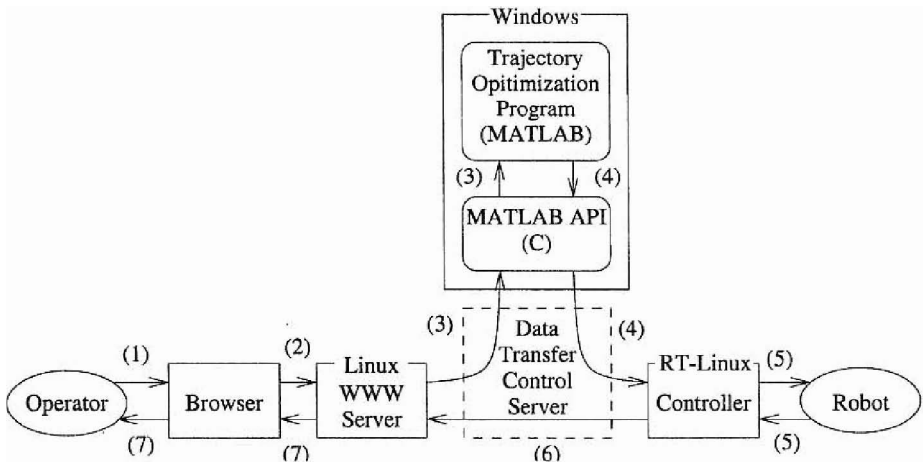 Windows
Trajectory
Opitimization
Program
(MATLAB)
(3)
(4)
MATLAB API
(C)
(3)
(4)
Data
Transfer
Control
Server
(1)
(2)
Linux
WWW
Server
RT-Linux
Controller
(5)
Operator
Browser
Robot
(7)
(7)
(6)
(5)